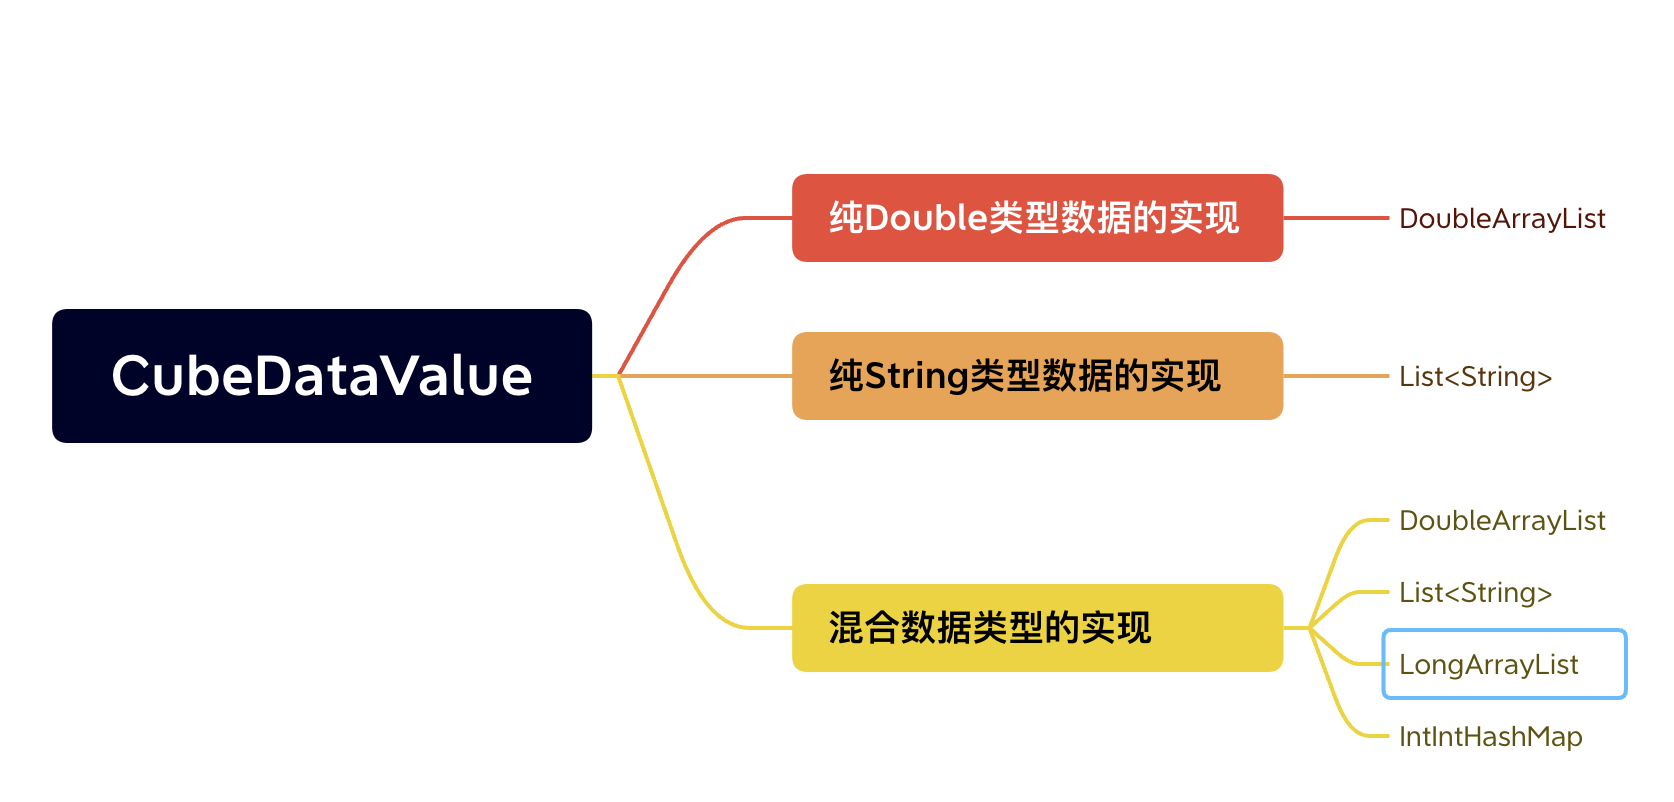 CubeDataValue
纯Double类型数据的实现
DoubleArrayList
纯String类型数据的实现
List<String>
混合数据类型的实现
DoubleArrayList
List<String>
LongArrayList
IntIntHashMap